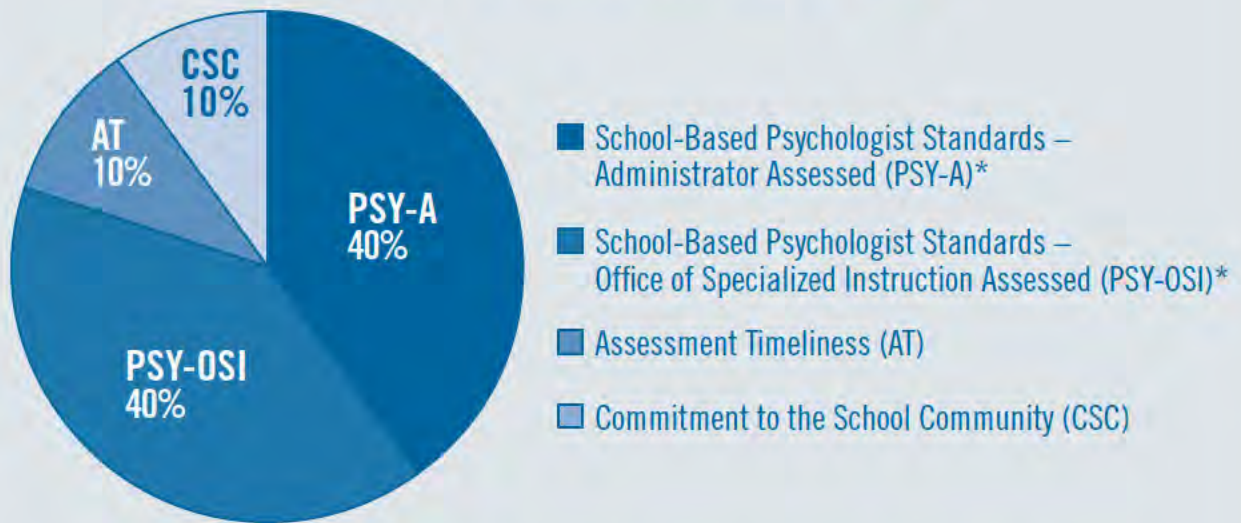 CSC
10%
AT
10%
PSY-A
40%
PSY-OSI
40%
School-Based Psychologist Standards –
Administrator Assessed (PSY-A)*
School-Based Psychologist Standards –
Office of Specialized Instruction Assessed (PSY-OSI)*
Assessment Timeliness (AT)
Commitment to the School Community (CSC)